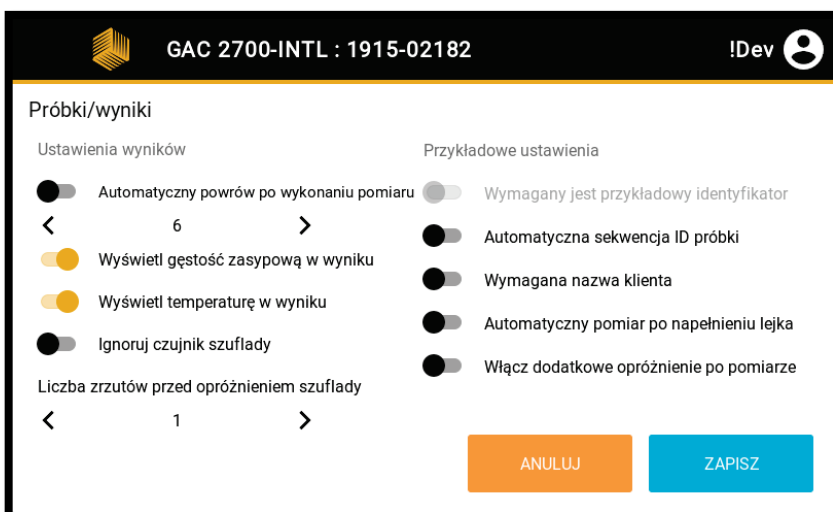 GAC 2700-INTL : 1915-02182
!Dev
Próbki/wyniki
Ustawienia wyników
Automatyczny powrów po wykonaniu pomiaru
6
Wyświetl gęstość zasypową w wyniku
Wyświetl temperaturę w wyniku
Ignoruj czujnik szuflady
Liczba zrzutów przed opróżnieniem szuflady
1
Przykładowe ustawienia
Wymagany jest przykładowy identyfikator
Automatyczna sekwencja ID próbki
Wymagana nazwa klienta
Automatyczny pomiar po napełnieniu lejka
Włącz dodatkowe opróżnienie po pomiarze
ANULUJ
ZAPISZ